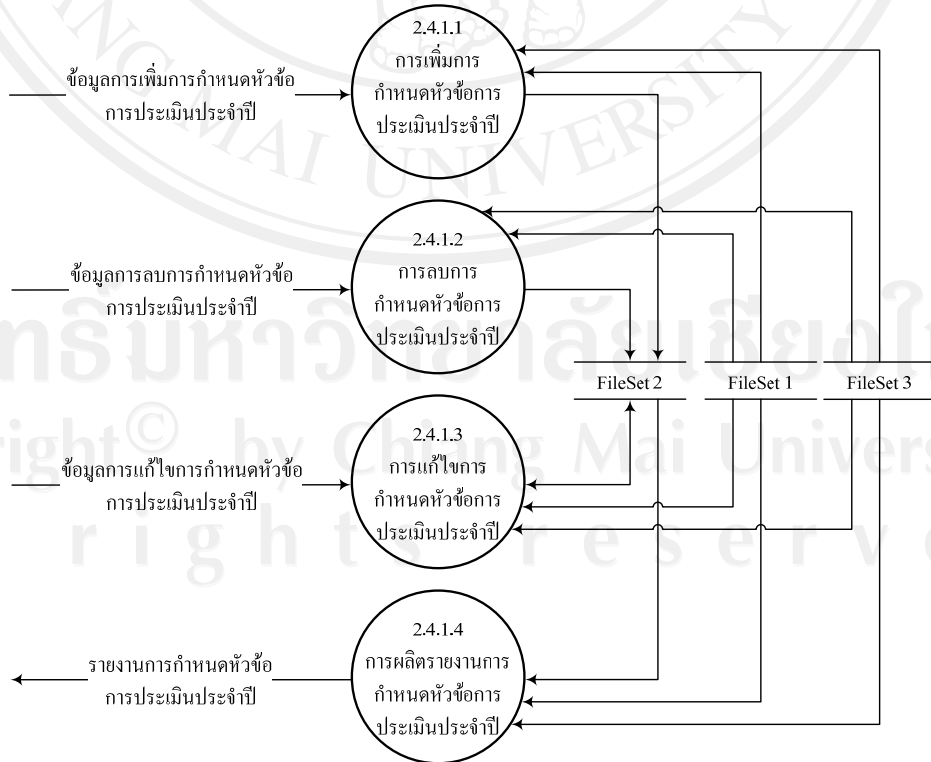 2.4.1.1
การเพิ่มการ
กำหนดหัวข้อการ
ประเมินประจำปี
ข้อมูลการเพิ่มการกำหนดหัวข้อ
การประเมินประจำปี
2.4.1.2
การลบการ
กำหนดหัวข้อการ
ประเมินประจำปี
ข้อมูลการลบการกำหนดหัวข้อ
การประเมินประจำปี
FileSet 2
FileSet 1
FileSet 3
2.4.1.3
การแก้ไขการ
กำหนดหัวข้อการ
ประเมินประจำปี
ข้อมูลการแก้ไขการกำหนดหัวข้อ
การประเมินประจำปี
2.4.1.4
การผลิตรายงานการ
กำหนดหัวข้อการ
ประเมินประจำปี
รายงานการกำหนดหัวข้อ
การประเมินประจำปี
MAI UNIVERSITY
by Chiang Mai